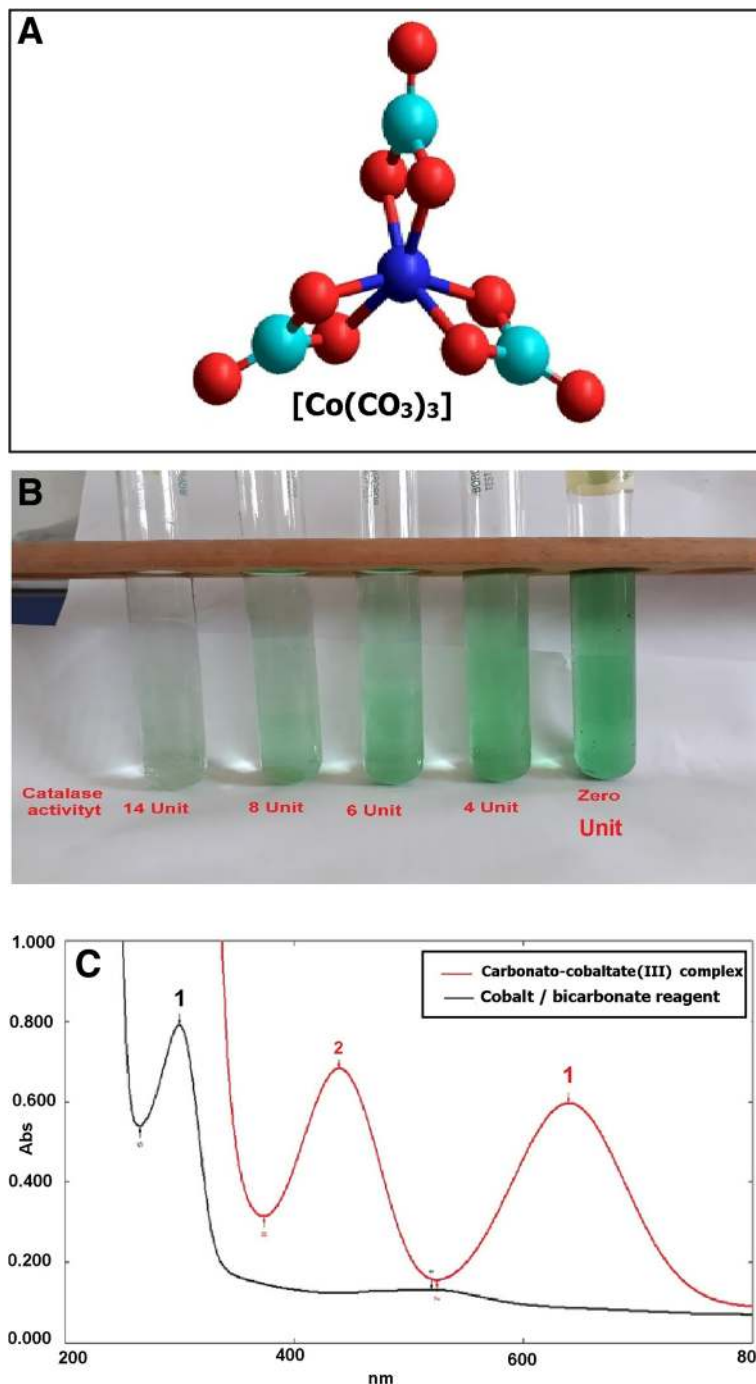 A
[Co(CO₃)₃]
B
Catalase
activityt
14 Unit
8 Unit
6 Unit
4 Unit
Zero
Unit
C
1.000
0.800
0.600
0.400
0.200
0.000
Abs
1
2
1
Carbonato-cobaltate(III) complex
Cobalt / bicarbonate reagent
200
400
600
80
nm